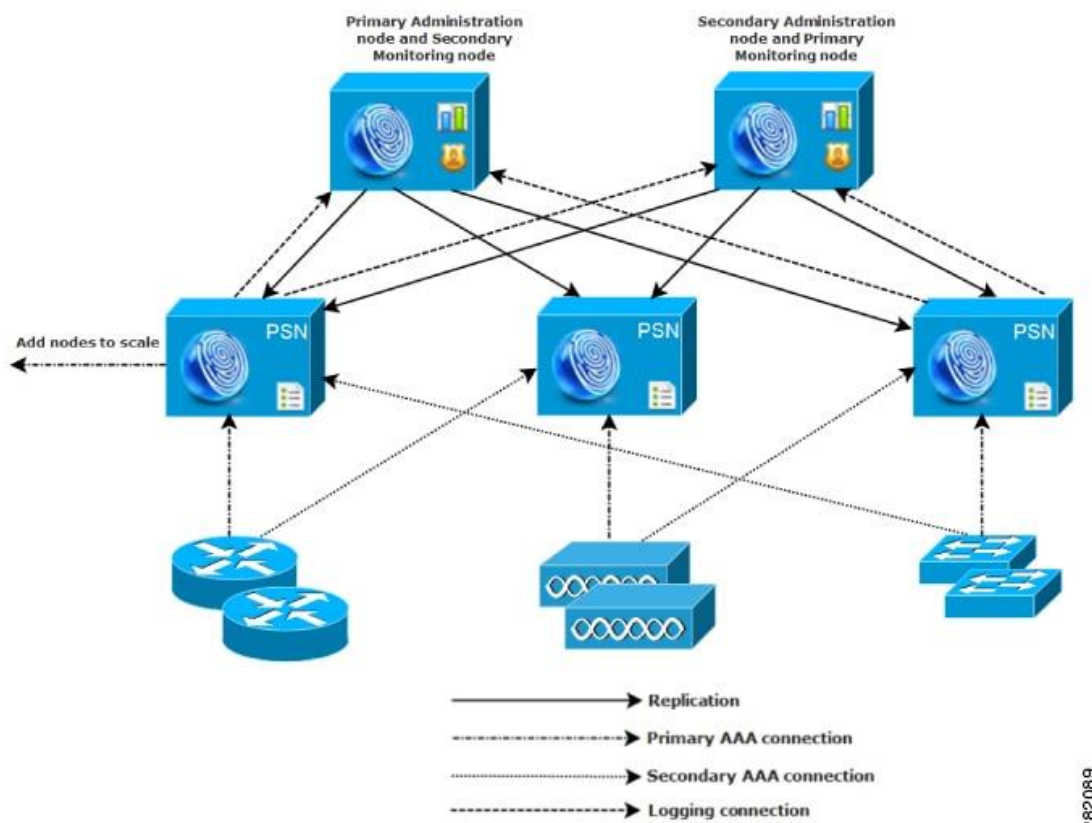 Primary Administration
node and Secondary
Monitoring node
Secondary Administration
node and Primary
Monitoring node
PSN
PSN
PSN
Add nodes to scale
Replication
Primary AAA connection
Secondary AAA connection
Logging connection